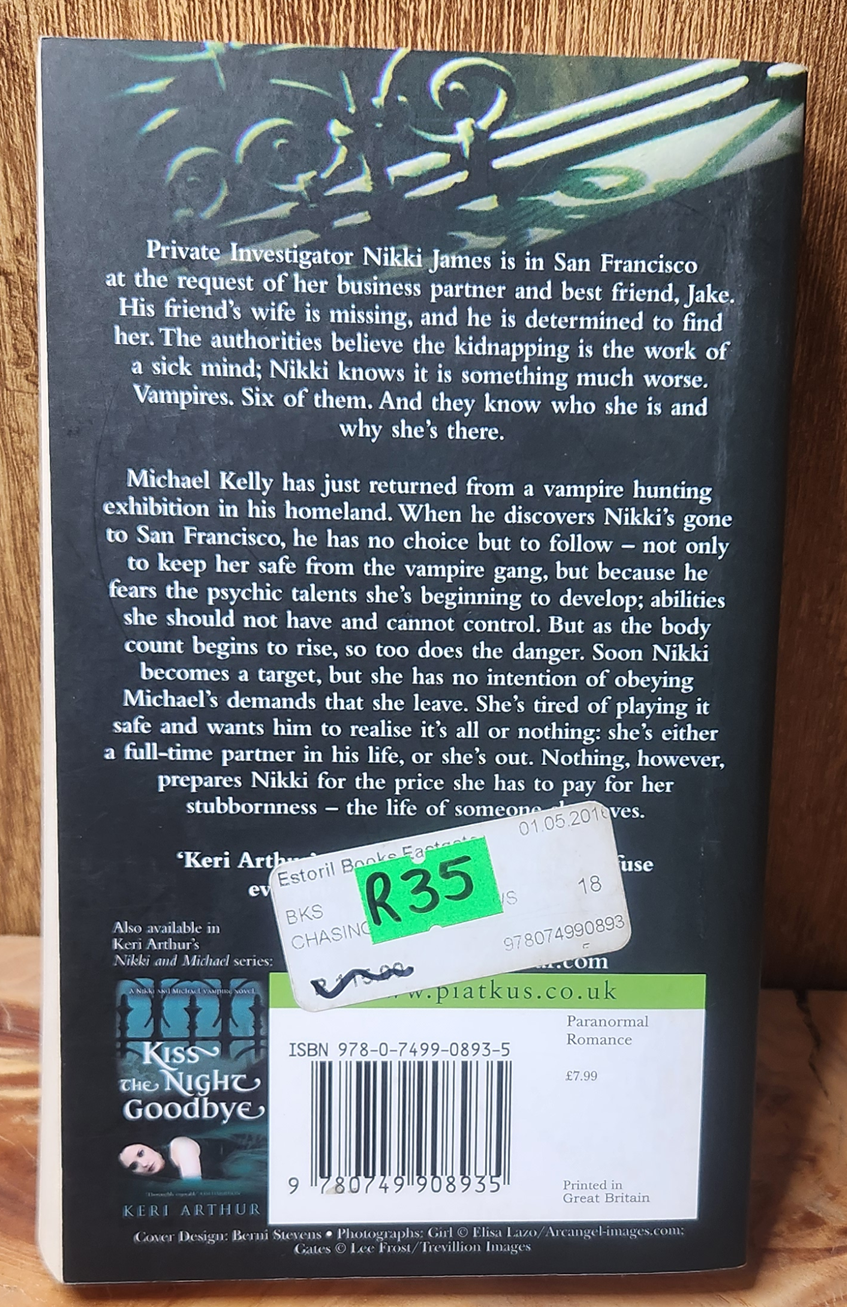 Private Investigator Nikki James is in San Francisco
at the request of her business partner and best friend, Jake.
His friend's wife is missing, and he is determined to find
her. The authorities believe the kidnapping is the work of
a sick mind; Nikki knows it is something much worse.
Vampires. Six of them. And they know who she is and
why she's there.
Michael Kelly has just returned from a vampire hunting
exhibition in his homeland. When he discovers Nikki's gone
to San Francisco, he has no choice but to follow – not only
to keep her safe from the vampire gang, but because he
fears the psychic talents she's beginning to develop; abilities
she should not have and cannot control. But as the body
count begins to rise, so too does the danger. Soon Nikki
becomes a target, but she has no intention of obeying
Michael's demands that she leave. She's tired of playing it
safe and wants him to realise it's all or nothing: she's either
a full-time partner in his life, or she's out. Nothing, however,
prepares Nikki for the price she has to pay for her
stubbornness – the life of someone
'Keri
Estoril Books
01.05.201
BKS
18
CHASING
R35
978074990893
5
Also available in
Keri Arthur's
Nikki and Michael series:
A Nikki and Michael Vampire Novel
Kiss
the Night
Goodbye
KERI ARTHUR
.piatkus.co.uk
Paranormal
Romance
ISBN 978-0-7499-0893-5
£7.99
9 780749 908935
Printed in
Great Britain
Cover Design: Berni Stevens • Photographs: Girl © Elisa Lazo/Arcangel-images.com;
Gates © Lee Frost/Trevillion Images